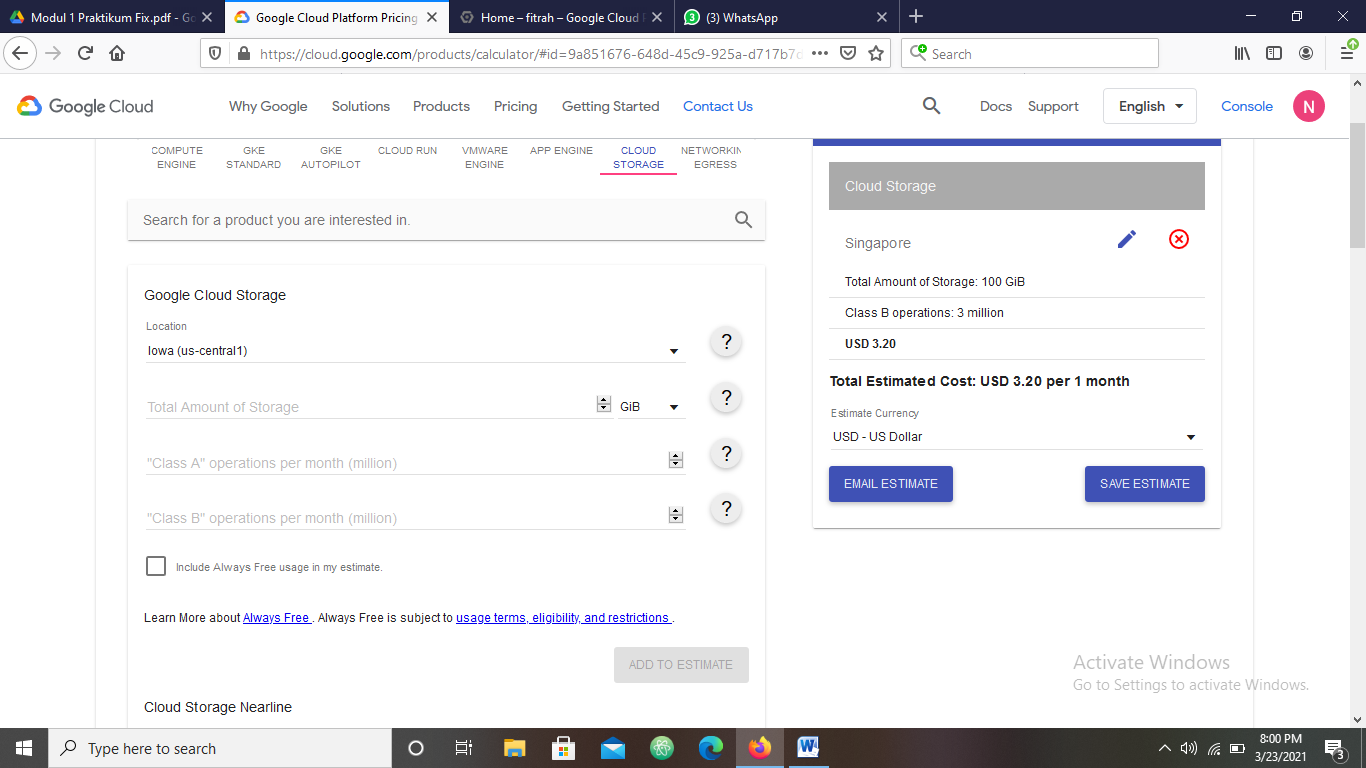 Modul 1 Praktikum Fix.pdf - Go
Google Cloud Platform Pricing
Home – fitrah – Google Cloud
(3) WhatsApp
https://cloud.google.com/products/calculator/#id=9a851676-648d-45c9-925a-d717b7d
Search
Google Cloud
Why Google
Solutions
Products
Pricing
Getting Started
Contact Us
Docs
Support
English
Console
N
COMPUTE ENGINE
GKE STANDARD
GKE AUTOPILOT
CLOUD RUN
VMWARE ENGINE
APP ENGINE
CLOUD STORAGE
NETWORKIN EGRESS
Search for a product you are interested in.
Google Cloud Storage
Location
Iowa (us-central1)
?
Total Amount of Storage
GiB
?
"Class A" operations per month (million)
?
"Class B" operations per month (million)
?
Include Always Free usage in my estimate.
Learn More about Always Free . Always Free is subject to usage terms, eligibility, and restrictions .
ADD TO ESTIMATE
Cloud Storage Nearline
Cloud Storage
Singapore
Total Amount of Storage: 100 GiB
Class B operations: 3 million
USD 3.20
Total Estimated Cost: USD 3.20 per 1 month
Estimate Currency
USD - US Dollar
EMAIL ESTIMATE
SAVE ESTIMATE
Activate Windows
Go to Settings to activate Windows.
Type here to search
8:00 PM
3/23/2021
3